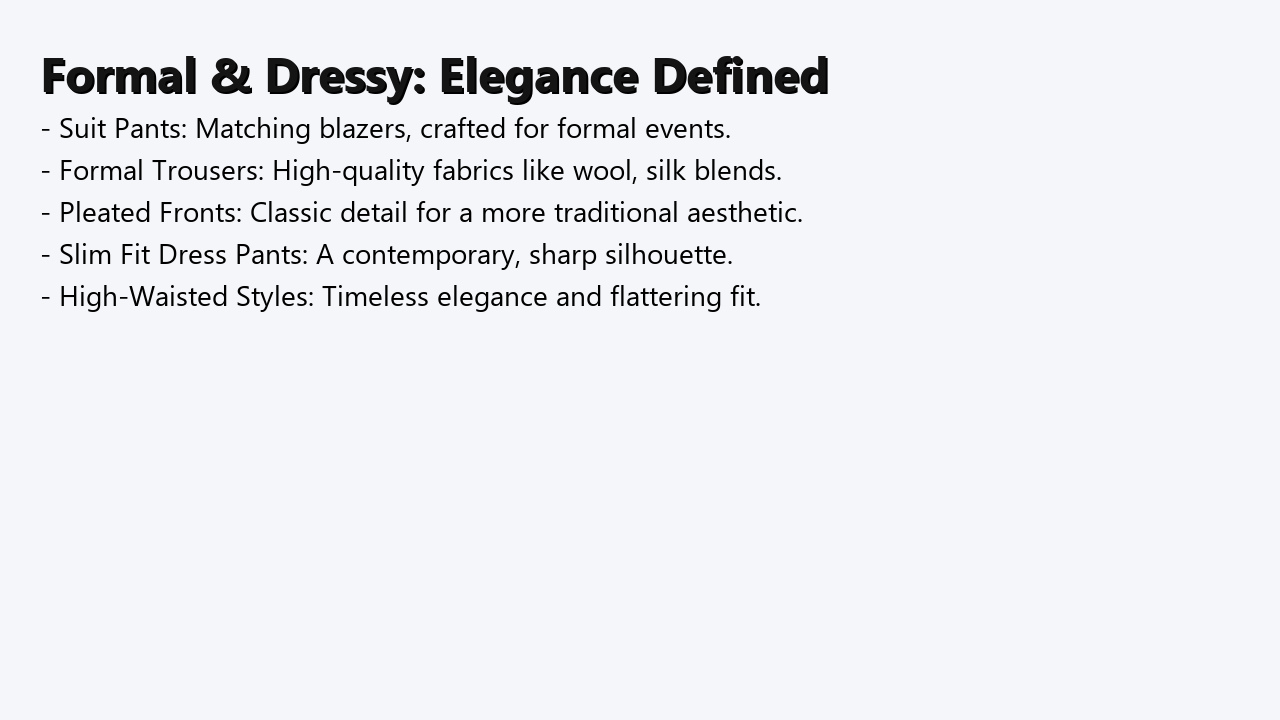 Formal & Dressy: Elegance Defined
- Suit Pants: Matching blazers, crafted for formal events.
- Formal Trousers: High-quality fabrics like wool, silk blends.
- Pleated Fronts: Classic detail for a more traditional aesthetic.
- Slim Fit Dress Pants: A contemporary, sharp silhouette.
- High-Waisted Styles: Timeless elegance and flattering fit.